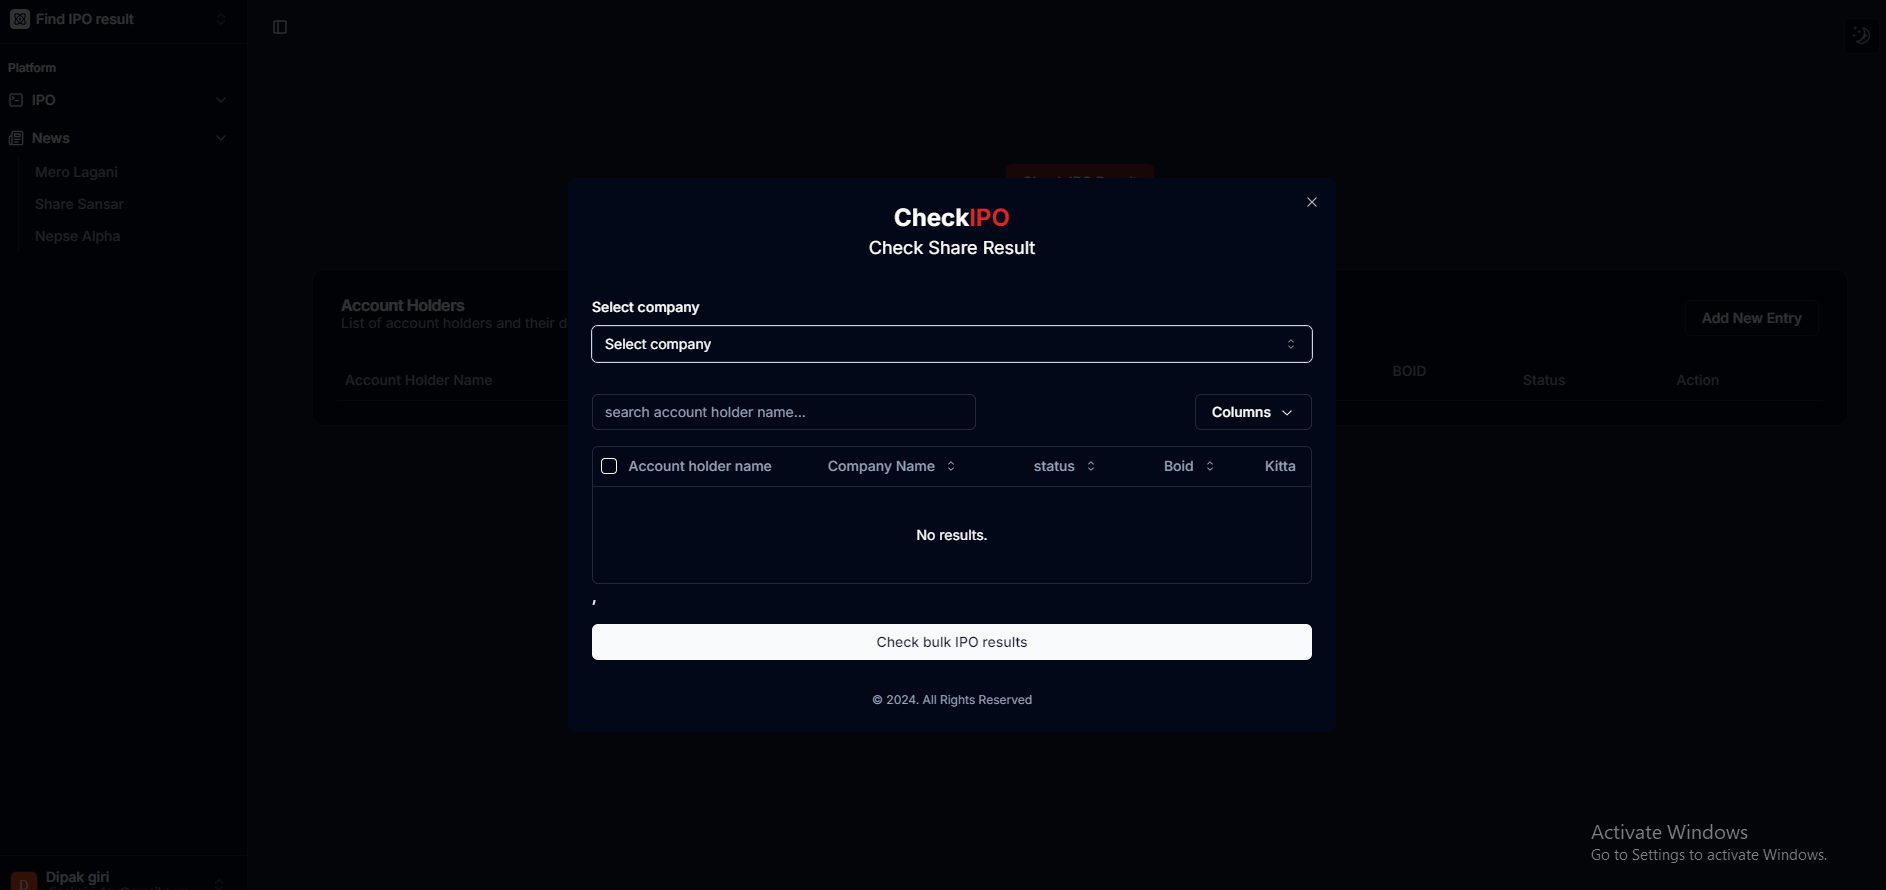 Find IPO result
Platform
IPO
News
Mero Lagani
Share Sansar
Nepse Alpha
Check IPO Result
CheckIPO
Check Share Result
Select company
Select company
search account holder name...
Columns
Account holder name Company Name status Boid Kitta
No results.
,
Check bulk IPO results
© 2024. All Rights Reserved
Account Holders
List of account holders and their d
Add New Entry
Account Holder Name BOID Status Action
Activate Windows
Go to Settings to activate Windows.
D
Dipak giri